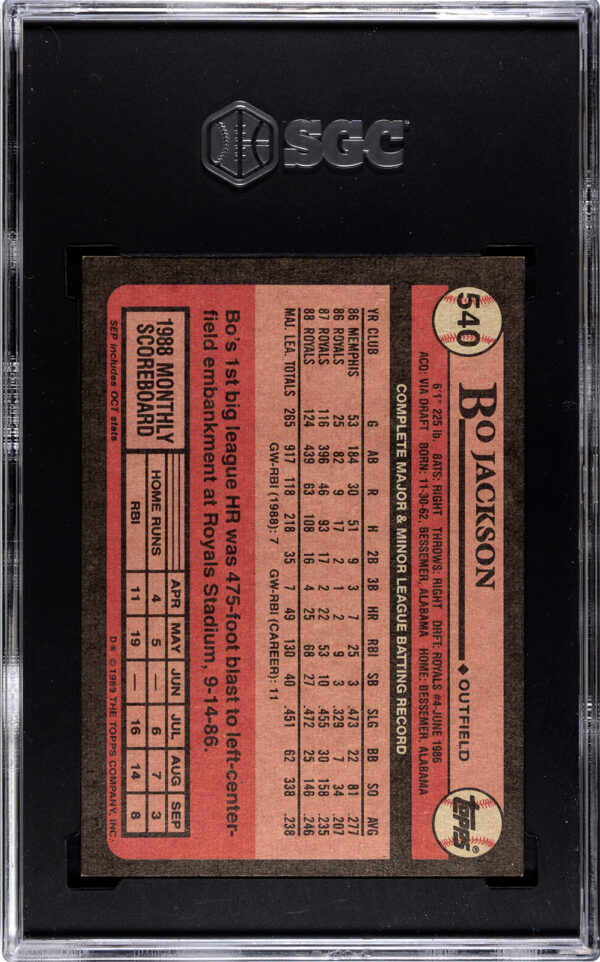 SGC
540
BO JACKSON
◆ OUTFIELD
TOPPS®
6'1" 225 lb. BATS: RIGHT THROWS: RIGHT DRFT: ROYALS #4-JUNE 1986
ACQ: VIA DRAFT BORN: 11-30-62, BESSEMER, ALABAMA HOME: BESSEMER, ALABAMA
COMPLETE MAJOR & MINOR LEAGUE BATTING RECORD
YR CLUB G AB R H 2B 3B HR RBI SB SLG BB SO AVG
86 MEMPHIS 53 184 30 51 9 3 7 25 3 .473 22 81 .277
86 ROYALS 25 82 9 17 2 1 2 9 3 .329 7 34 .207
87 ROYALS 116 396 46 93 17 2 22 53 10 .455 30 158 .235
88 ROYALS 124 439 63 108 16 4 25 68 27 .472 25 146 .246
MAJ. LEA. TOTALS 265 917 118 218 35 7 49 130 40 .451 62 338 .238
GW-RBI (1988): 7 GW-RBI (CAREER): 11
Bo's 1st big league HR was 475-foot blast to left-center-
field embankment at Royals Stadium, 9-14-86.
1988 MONTHLY
SCOREBOARD
APR MAY JUN JUL AUG SEP
HOME RUNS 4 5 — 6 7 3
RBI 11 19 — 16 14 8
SEP includes OCT stats
D* © 1989 THE TOPPS COMPANY, INC.